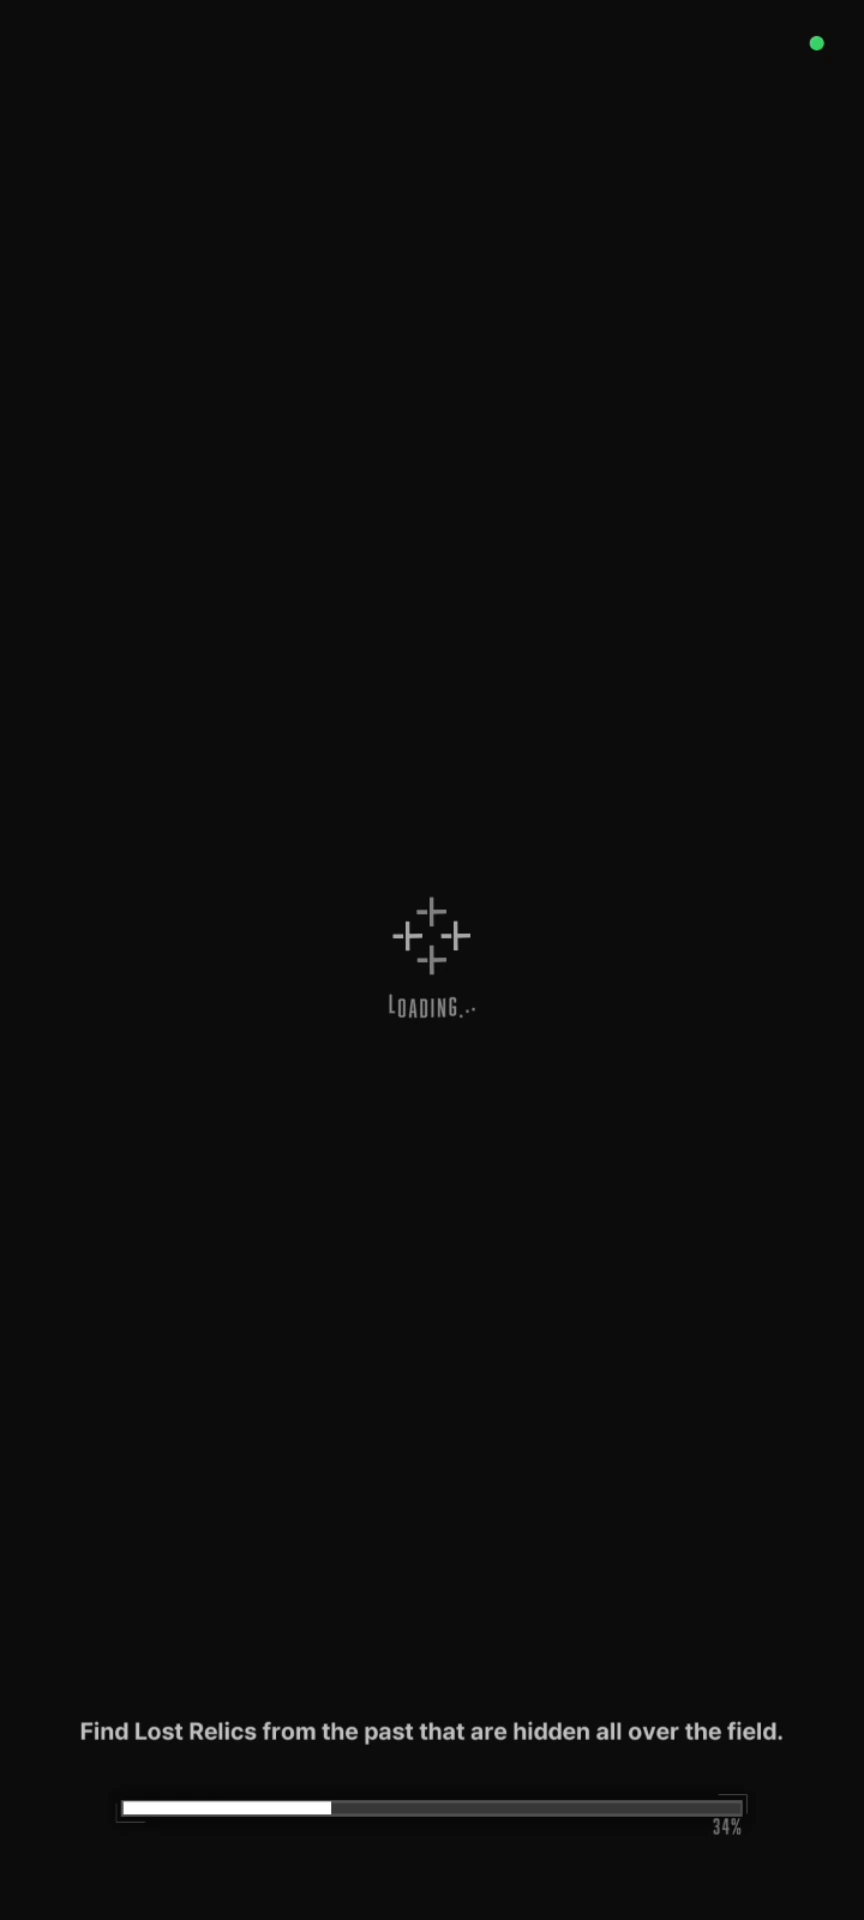 LOADING...
Find Lost Relics from the past that are hidden all over the field.
34%